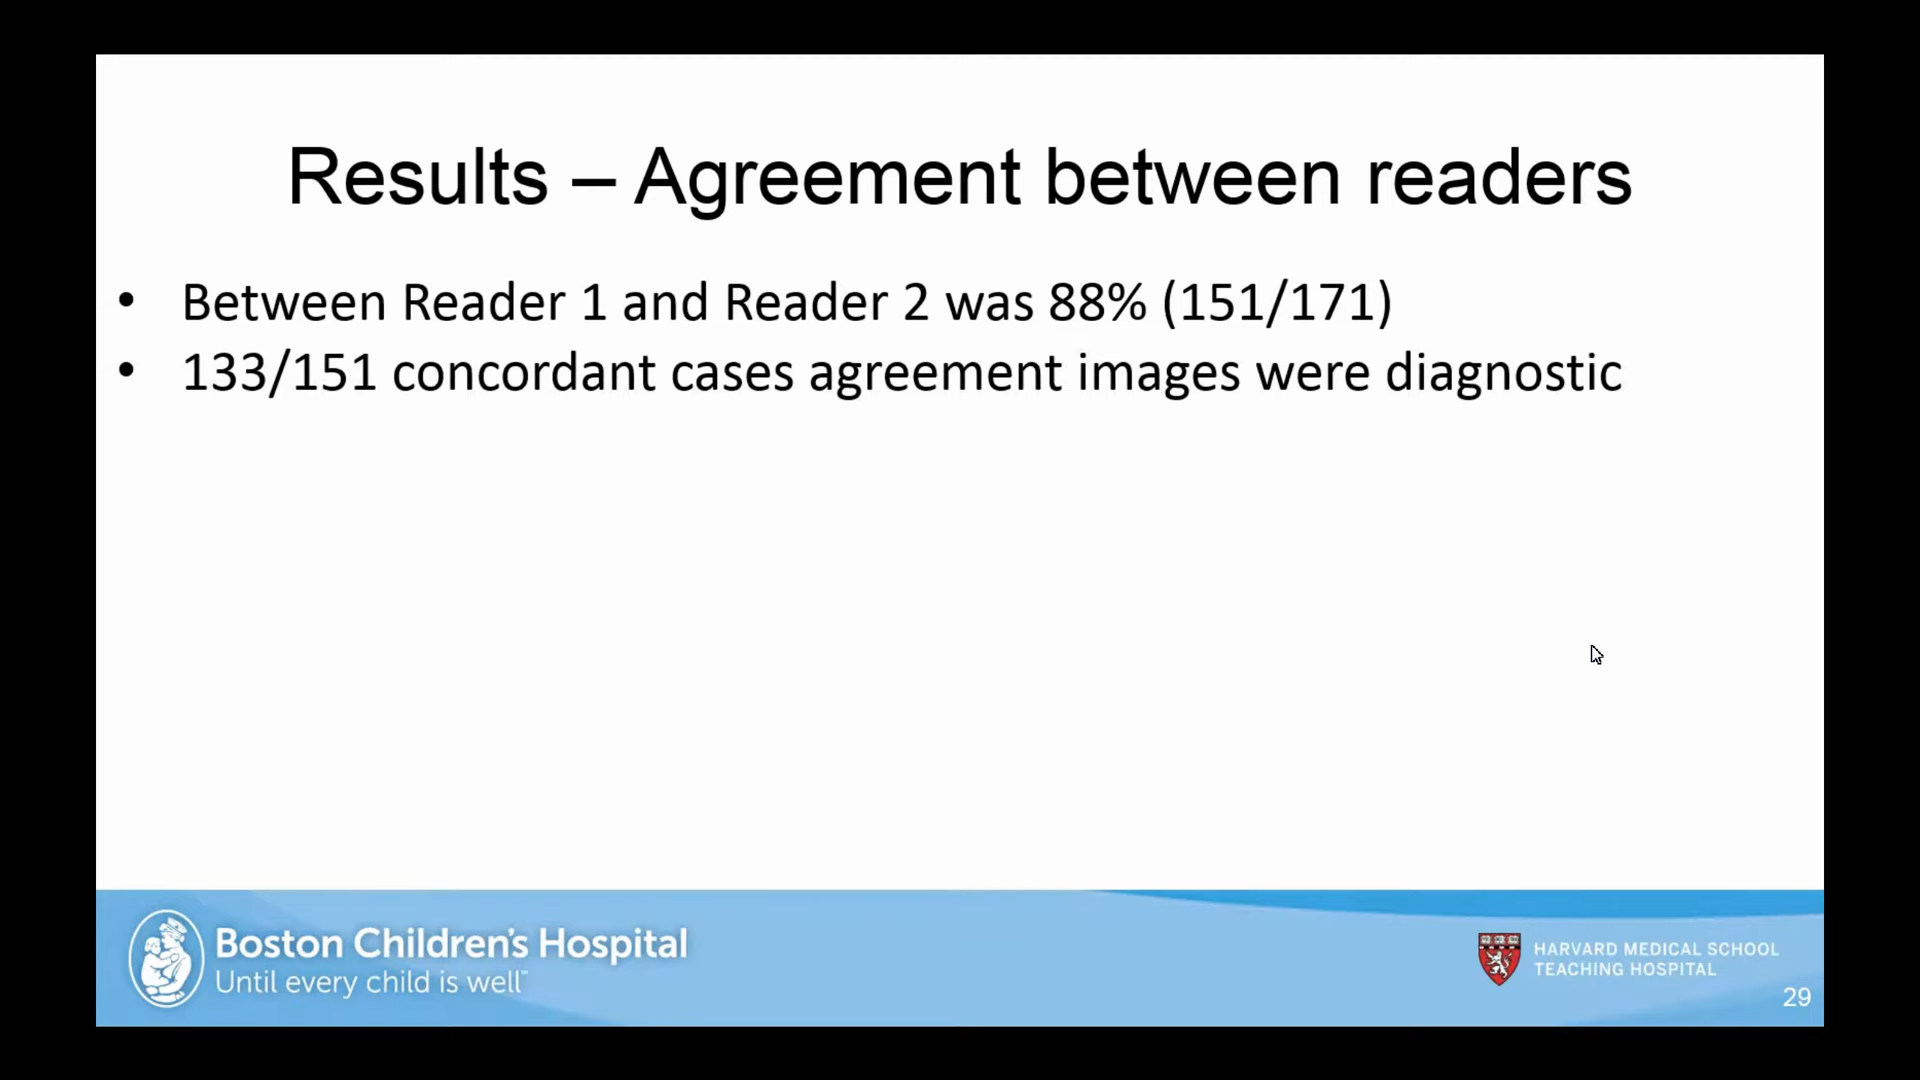 Results – Agreement between readers
• Between Reader 1 and Reader 2 was 88% (151/171)
• 133/151 concordant cases agreement images were diagnostic
Boston Children's Hospital
Until every child is well™
HARVARD MEDICAL SCHOOL
TEACHING HOSPITAL
29